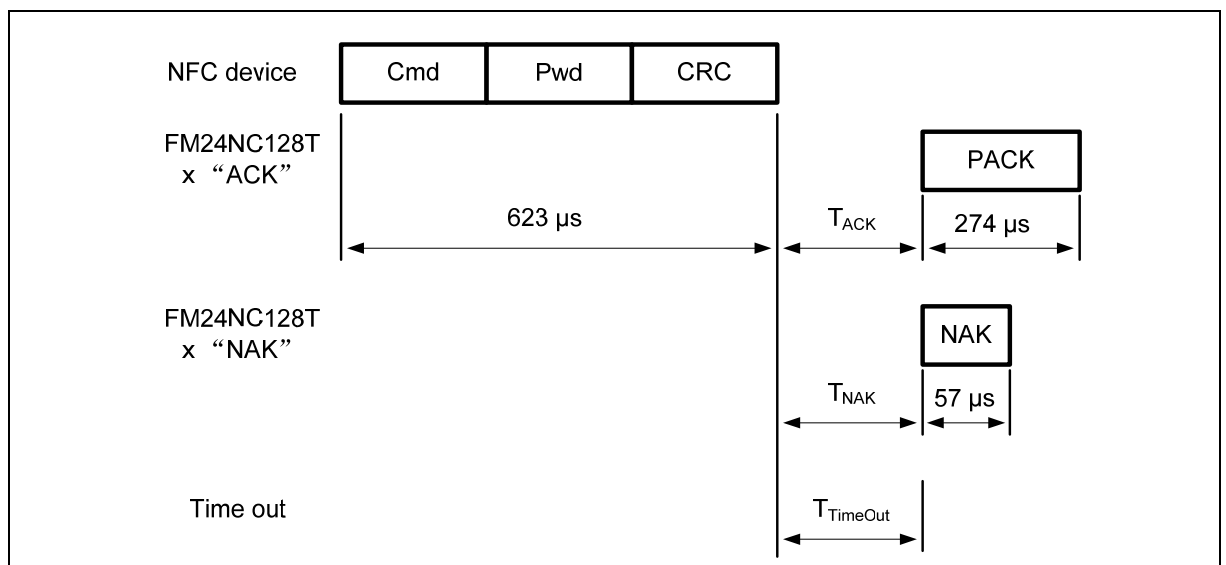 NFC device
Cmd
Pwd
CRC
FM24NC128T
x “ACK”
PACK
623 µs
TACK
274 µs
FM24NC128T
x “NAK”
NAK
TNAK
57 µs
Time out
TTimeOut